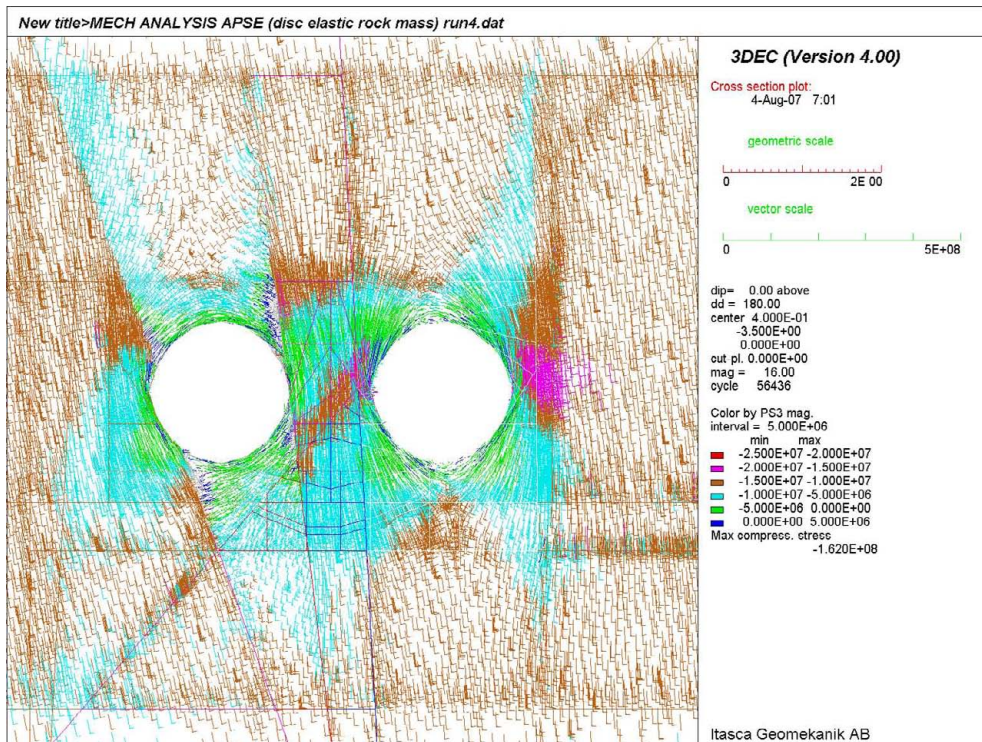 New title>MECH ANALYSIS APSE (disc elastic rock mass) run4.dat
3DEC (Version 4.00)
Cross section plot:
4-Aug-07 7:01
geometric scale
0 2E 00
vector scale
0 5E+08
dip= 0.00 above
dd = 180.00
center 4.000E-01
-3.500E+00
0.000E+00
cut pl. 0.000E+00
mag = 16.00
cycle 56436
Color by PS3 mag.
interval = 5.000E+06
min max
-2.500E+07 -2.000E+07
-2.000E+07 -1.500E+07
-1.500E+07 -1.000E+07
-1.000E+07 -5.000E+06
-5.000E+06 0.000E+00
0.000E+00 5.000E+06
Max compress. stress
-1.620E+08
Itasca Geomekanik AB